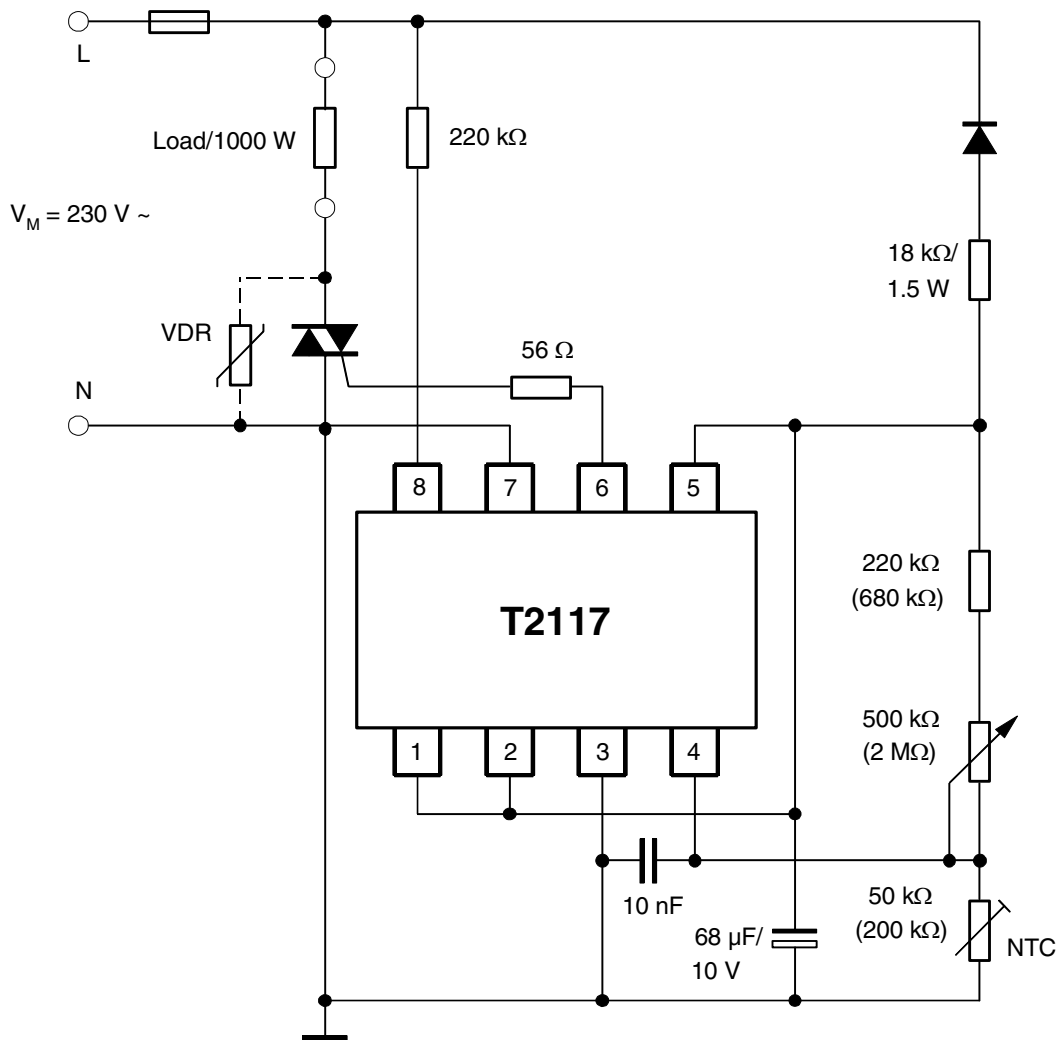 L
Load/1000 W
220 kΩ
V_M = 230 V ~
18 kΩ/
1.5 W
VDR
56 Ω
N
8
7
6
5
220 kΩ
(680 kΩ)
T2117
500 kΩ
(2 MΩ)
1
2
3
4
10 nF
50 kΩ
(200 kΩ)
68 µF/
10 V
NTC